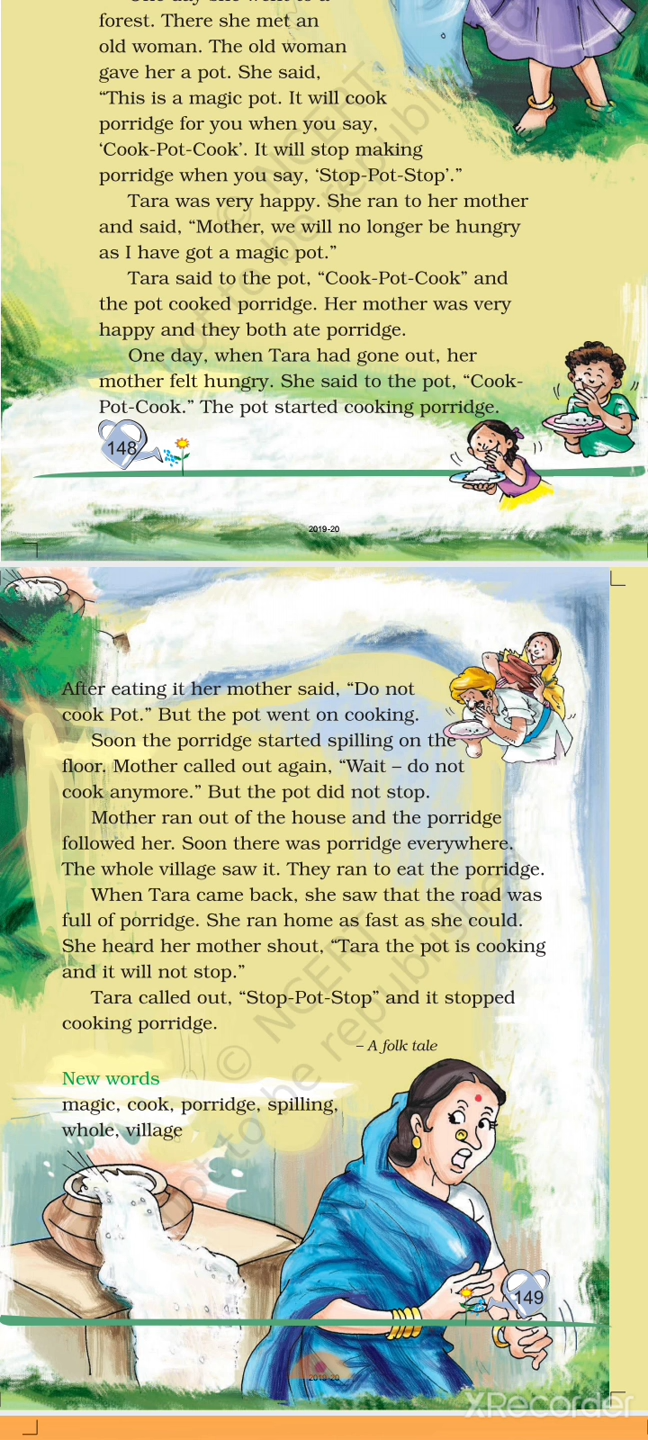 One day she went to a
forest. There she met an
old woman. The old woman
gave her a pot. She said,
“This is a magic pot. It will cook
porridge for you when you say,
‘Cook-Pot-Cook’. It will stop making
porridge when you say, ‘Stop-Pot-Stop’.”
Tara was very happy. She ran to her mother
and said, “Mother, we will no longer be hungry
as I have got a magic pot.”
Tara said to the pot, “Cook-Pot-Cook” and
the pot cooked porridge. Her mother was very
happy and they both ate porridge.
One day, when Tara had gone out, her
mother felt hungry. She said to the pot, “Cook-
Pot-Cook.” The pot started cooking porridge.
148
2019-20
After eating it her mother said, “Do not
cook Pot.” But the pot went on cooking.
Soon the porridge started spilling on the
floor. Mother called out again, “Wait – do not
cook anymore.” But the pot did not stop.
Mother ran out of the house and the porridge
followed her. Soon there was porridge everywhere.
The whole village saw it. They ran to eat the porridge.
When Tara came back, she saw that the road was
full of porridge. She ran home as fast as she could.
She heard her mother shout, “Tara the pot is cooking
and it will not stop.”
Tara called out, “Stop-Pot-Stop” and it stopped
cooking porridge.
– A folk tale
New words
magic, cook, porridge, spilling,
whole, village
149
2019-20
© NCERT
not to be republished
XRecorder